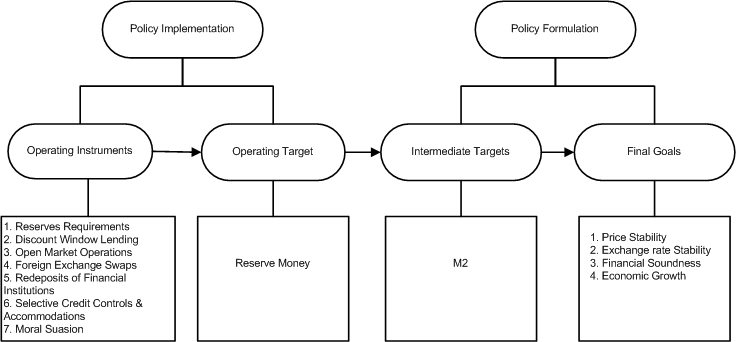 Policy Implementation
Policy Formulation
Operating Instruments
Operating Target
Intermediate Targets
Final Goals
1. Reserves Requirements
2. Discount Window Lending
3. Open Market Operations
4. Foreign Exchange Swaps
5. Redeposits of Financial
Institutions
6. Selective Credit Controls &
Accommodations
7. Moral Suasion
Reserve Money
M2
1. Price Stability
2. Exchange rate Stability
3. Financial Soundness
4. Economic Growth